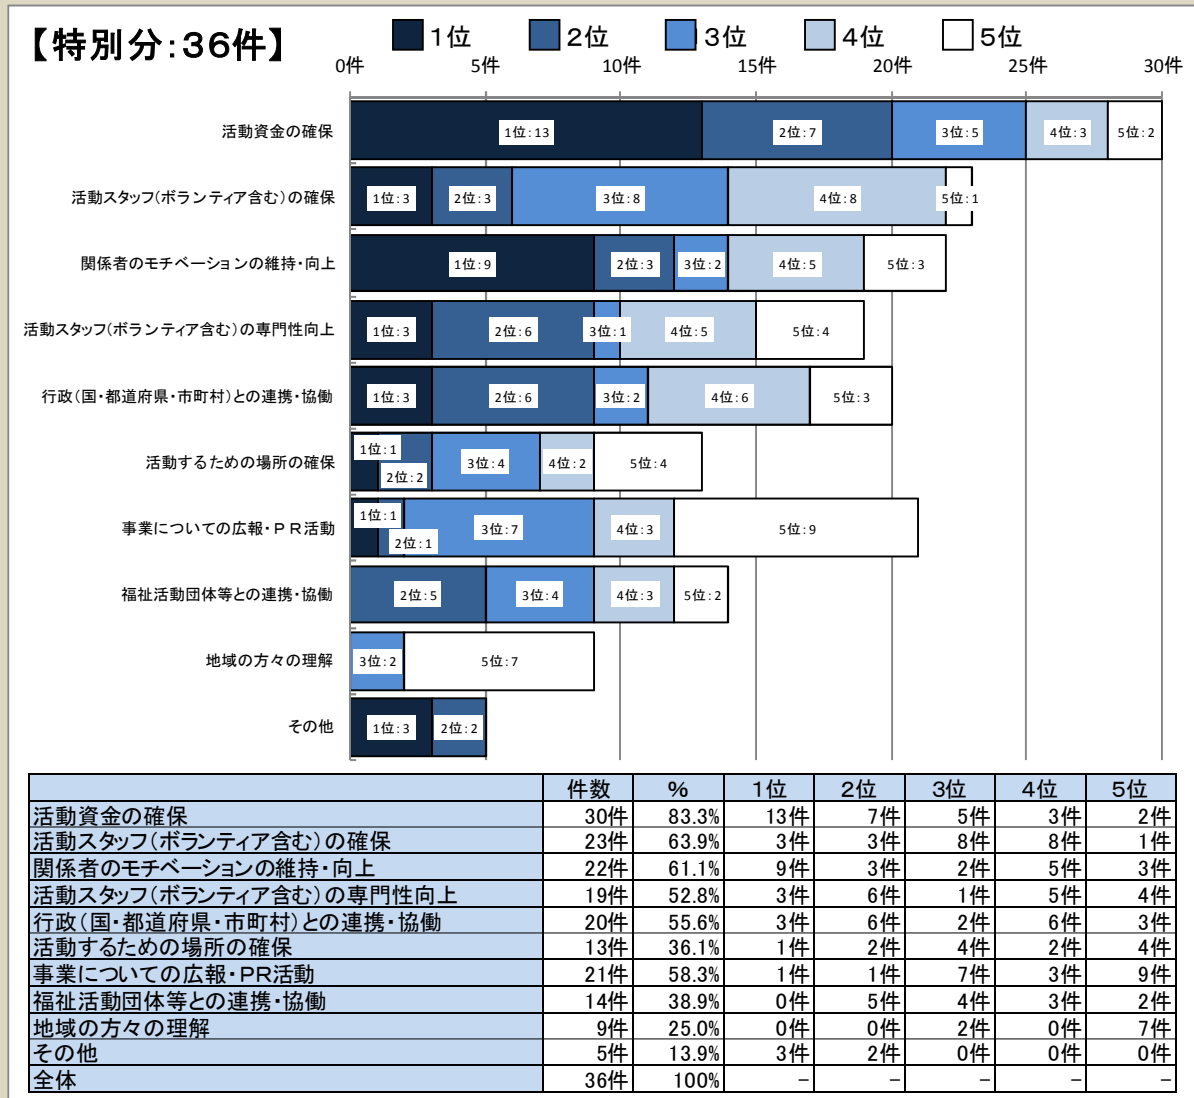 【特別分：36件】
1位 2位 3位 4位 5位
0件 5件 10件 15件 20件 25件 30件
活動資金の確保 1位：13 2位：7 3位：5 4位：3 5位：2
活動スタッフ（ボランティア含む）の確保 1位：3 2位：3 3位：8 4位：8 5位：1
関係者のモチベーションの維持・向上 1位：9 2位：3 3位：2 4位：5 5位：3
活動スタッフ（ボランティア含む）の専門性向上 1位：3 2位：6 3位：1 4位：5 5位：4
行政（国・都道府県・市町村）との連携・協働 1位：3 2位：6 3位：2 4位：6 5位：3
活動するための場所の確保 1位：1 2位：2 3位：4 4位：2 5位：4
事業についての広報・ＰＲ活動 1位：1 2位：1 3位：7 4位：3 5位：9
福祉活動団体等との連携・協働 2位：5 3位：4 4位：3 5位：2
地域の方々の理解 3位：2 5位：7
その他 1位：3 2位：2
件数 % 1位 2位 3位 4位 5位
活動資金の確保 30件 83.3% 13件 7件 5件 3件 2件
活動スタッフ（ボランティア含む）の確保 23件 63.9% 3件 3件 8件 8件 1件
関係者のモチベーションの維持・向上 22件 61.1% 9件 3件 2件 5件 3件
活動スタッフ（ボランティア含む）の専門性向上 19件 52.8% 3件 6件 1件 5件 4件
行政（国・都道府県・市町村）との連携・協働 20件 55.6% 3件 6件 2件 6件 3件
活動するための場所の確保 13件 36.1% 1件 2件 4件 2件 4件
事業についての広報・PR活動 21件 58.3% 1件 1件 7件 3件 9件
福祉活動団体等との連携・協働 14件 38.9% 0件 5件 4件 3件 2件
地域の方々の理解 9件 25.0% 0件 0件 2件 0件 7件
その他 5件 13.9% 3件 2件 0件 0件 0件
全体 36件 100% － － － － －